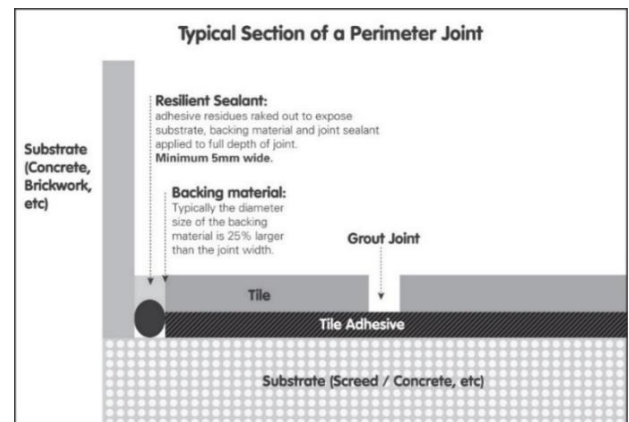 Typical Section of a Perimeter Joint
Resilient Sealant:
adhesive residues raked out to expose
substrate, backing material and joint sealant
applied to full depth of joint.
Minimum 5mm wide.
Substrate
(Concrete,
Brickwork,
etc)
Backing material:
Typically the diameter
size of the backing
material is 25% larger
than the joint width.
Grout Joint
Tile
Tile Adhesive
Substrate (Screed / Concrete, etc)